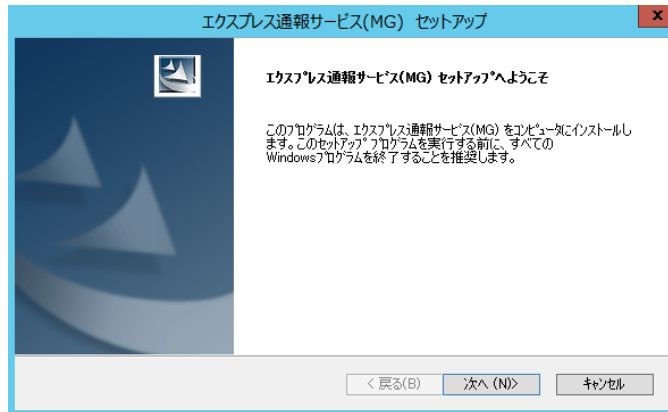 エクスプレス通報サービス(MG) セットアップ
x
ｴｸｽﾌﾟﾚｽ通報ｻｰﾋﾞｽ(MG) ｾｯﾄｱｯﾌﾟへようこそ
このﾌﾟﾛｸﾞﾗﾑは、ｴｸｽﾌﾟﾚｽ通報ｻｰﾋﾞｽ(MG) をｺﾝﾋﾟｭｰﾀにｲﾝｽﾄｰﾙし
ます。このｾｯﾄｱｯﾌﾟ ﾌﾟﾛｸﾞﾗﾑを実行する前に、すべての
Windowsﾌﾟﾛｸﾞﾗﾑを終了することを推奨します。
< 戻る(B)
次へ (N)>
ｷｬﾝｾﾙ